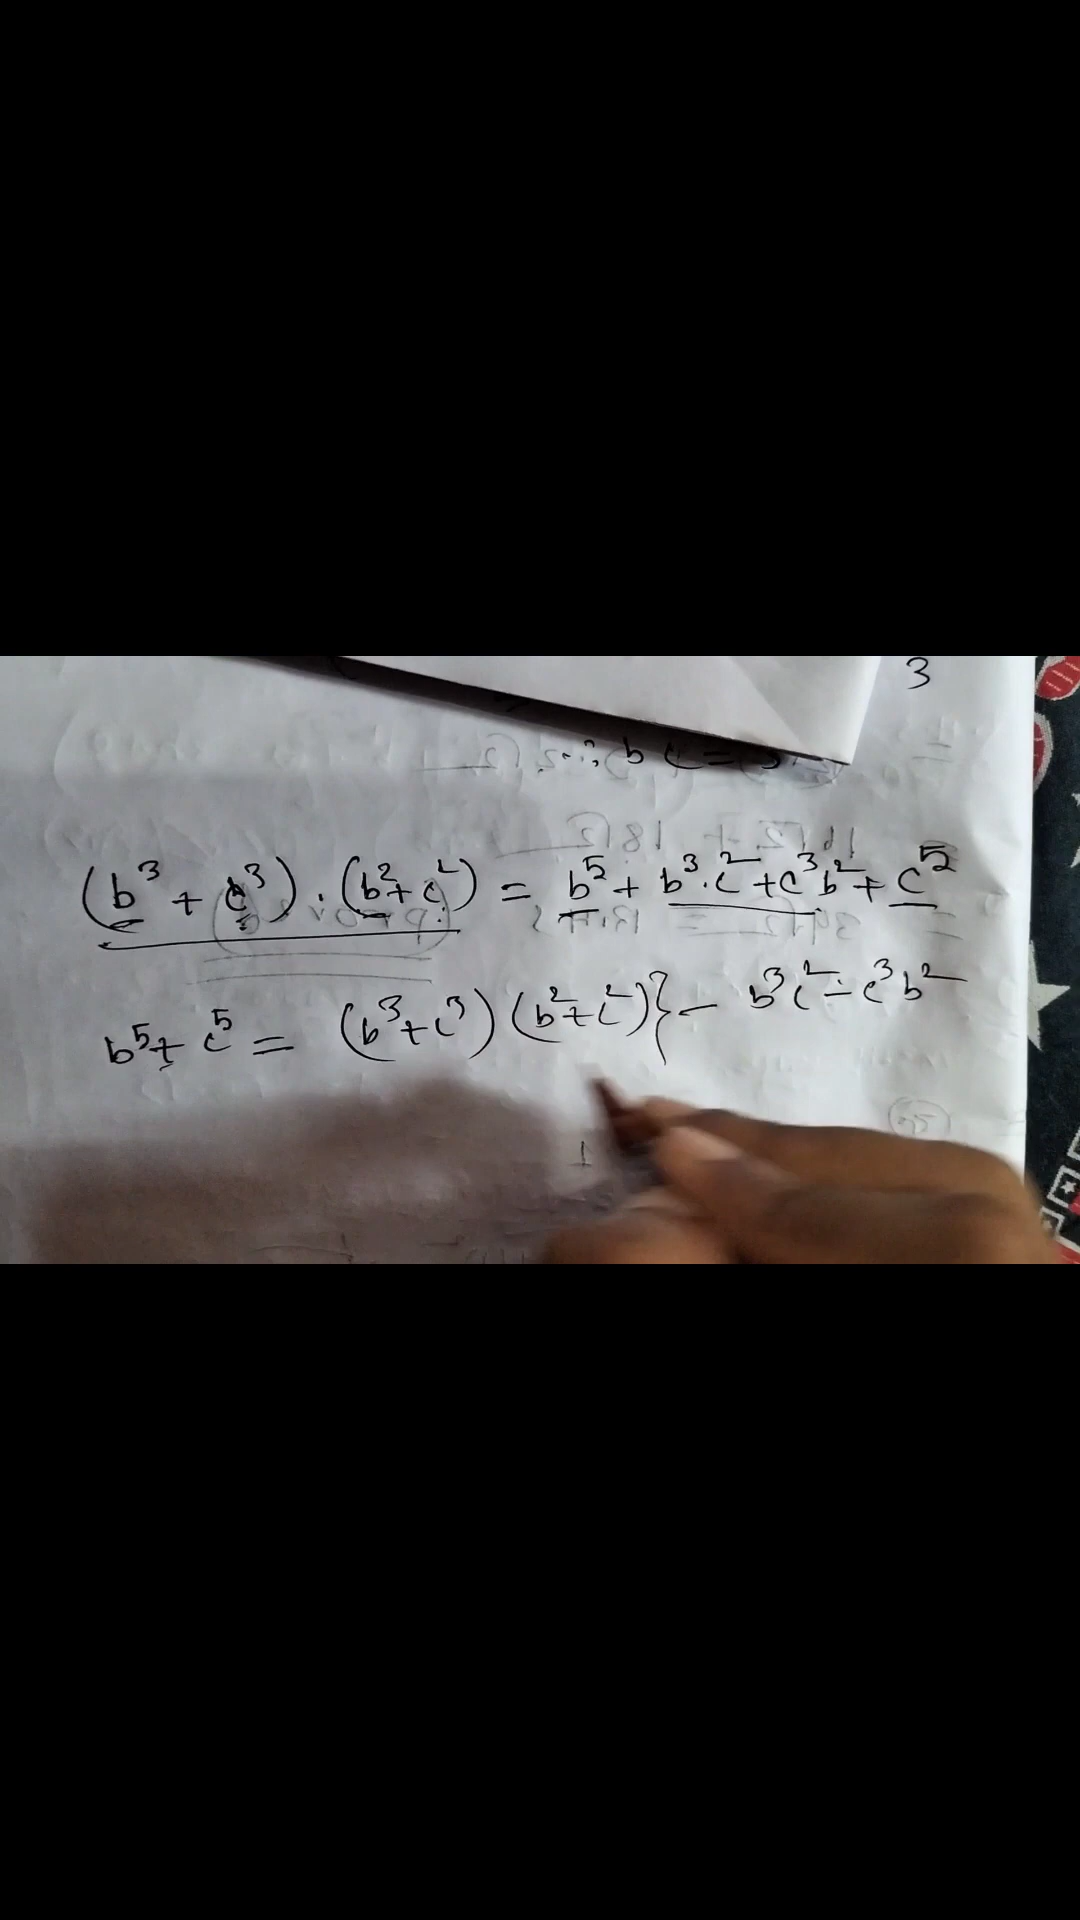 3
b c =
(b³ + c³) · (b² + c²) = b⁵ + b³·c² + c³b² + c⁵
b⁵ + c⁵ = (b³ + c³) (b² + c²)} - b³c² - c³b²